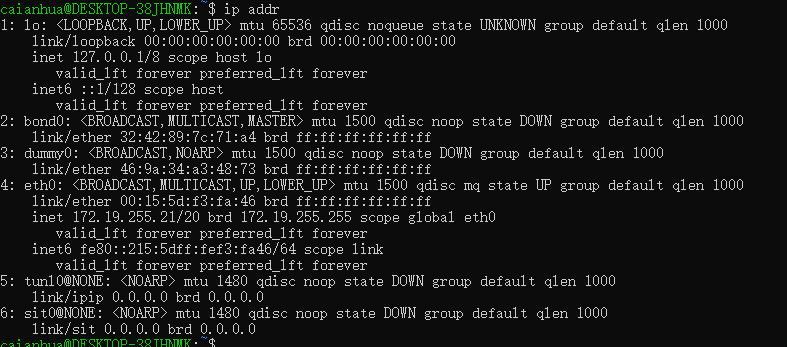 caianhua@DESKTOP-38JHNMK:~$ ip addr
1: lo: <LOOPBACK,UP,LOWER_UP> mtu 65536 qdisc noqueue state UNKNOWN group default qlen 1000
    link/loopback 00:00:00:00:00:00 brd 00:00:00:00:00:00
    inet 127.0.0.1/8 scope host lo
       valid_lft forever preferred_lft forever
    inet6 ::1/128 scope host
       valid_lft forever preferred_lft forever
2: bond0: <BROADCAST,MULTICAST,MASTER> mtu 1500 qdisc noop state DOWN group default qlen 1000
    link/ether 32:42:89:7c:71:a4 brd ff:ff:ff:ff:ff:ff
3: dummy0: <BROADCAST,NOARP> mtu 1500 qdisc noop state DOWN group default qlen 1000
    link/ether 46:9a:34:a3:48:73 brd ff:ff:ff:ff:ff:ff
4: eth0: <BROADCAST,MULTICAST,UP,LOWER_UP> mtu 1500 qdisc mq state UP group default qlen 1000
    link/ether 00:15:5d:f3:fa:46 brd ff:ff:ff:ff:ff:ff
    inet 172.19.255.21/20 brd 172.19.255.255 scope global eth0
       valid_lft forever preferred_lft forever
    inet6 fe80::215:5dff:fef3:fa46/64 scope link
       valid_lft forever preferred_lft forever
5: tunl0@NONE: <NOARP> mtu 1480 qdisc noop state DOWN group default qlen 1000
    link/ipip 0.0.0.0 brd 0.0.0.0
6: sit0@NONE: <NOARP> mtu 1480 qdisc noop state DOWN group default qlen 1000
    link/sit 0.0.0.0 brd 0.0.0.0
caianhua@DESKTOP-38JHNMK:~$